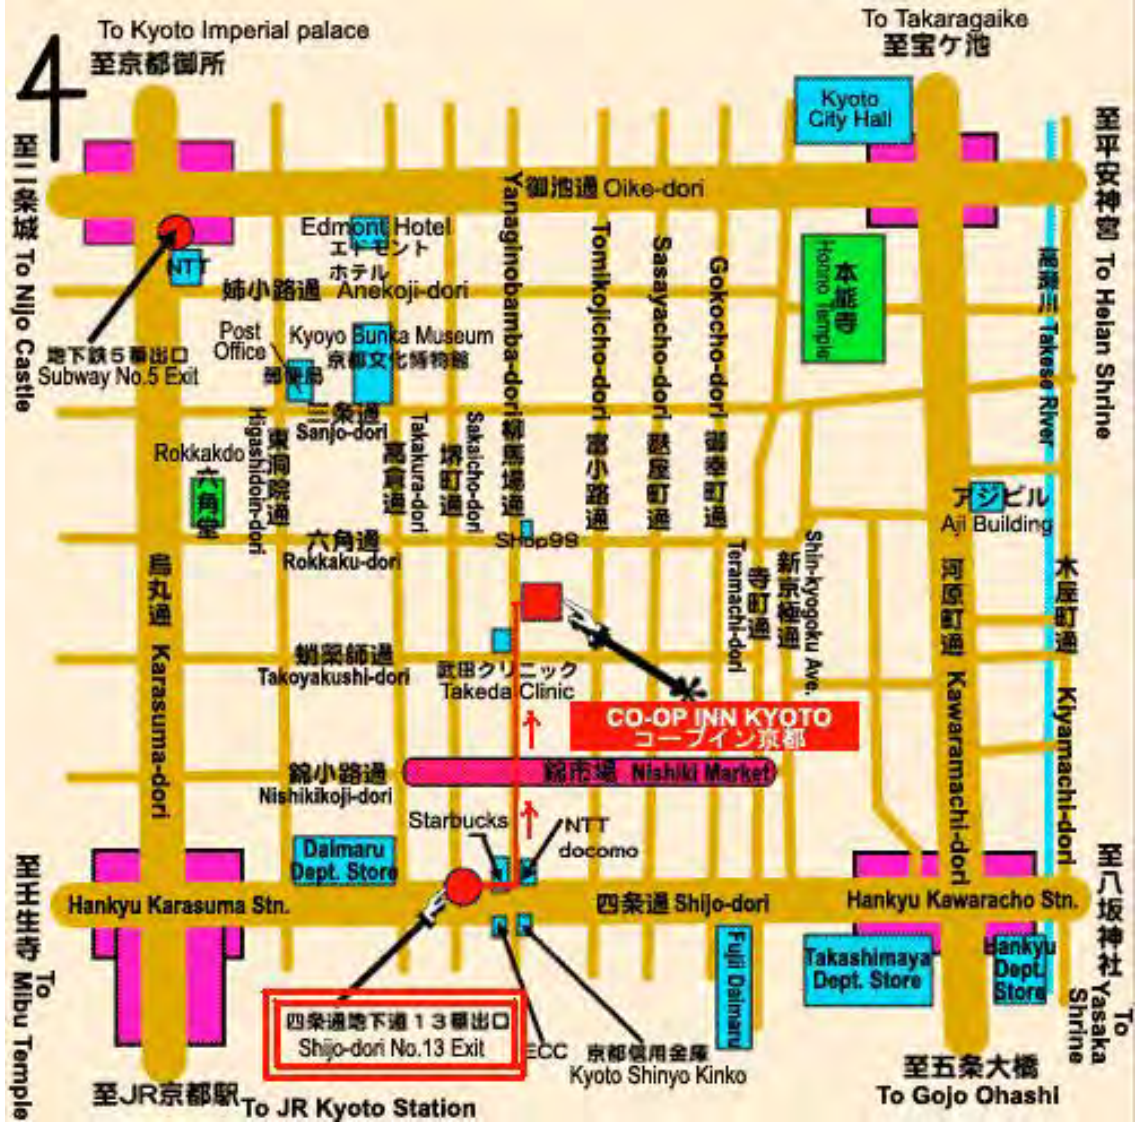 To Kyoto Imperial palace
至京都御所
To Takaragaike
至宝ケ池
Kyoto
City Hall
至二条城 To Nijo Castle
至平安神宮 To Heian Shrine
御池通 Oike-dori
Edmont Hotel
エドモント
ホテル
NTT
姉小路通 Anekoji-dori
地下鉄5番出口
Subway No.5 Exit
Post
Office
郵便局
Kyoyo Bunka Museum
京都文化博物館
本能寺
Honno Temple
高瀬川 Takese River
三条通
Sanjo-dori
Rokkakdo
六角堂
Higashidoin-dori
東洞院通
Takakura-dori
高倉通
Sakaicho-dori
堺町通
Yanaginobamba-dori 柳馬場通
Tomikojicho-dori 富小路通
Sasayacho-dori 麩屋町通
Gokocho-dori 御幸町通
Shop99
六角通
Rokkaku-dori
アジビル
Aji Building
烏丸通 Karasuma-dori
Teramachi-dori
寺町通
新京極通
Shin-kyogoku Ave.
河原町通 Kawaramachi-dori
木屋町通 Kiyamachi-dori
蛸薬師通
Takoyakushi-dori
武田クリニック
Takeda Clinic
CO-OP INN KYOTO
コープイン京都
錦小路通
Nishikikoji-dori
錦市場 Nishiki Market
Starbucks
NTT
docomo
Daimaru
Dept. Store
Hankyu Karasuma Stn.
四条通 Shijo-dori
Hankyu Kawaracho Stn.
至壬生寺 To Mibu Temple
至八坂神社 To Yasaka Shrine
Fujii Daimaru
Takashimaya
Dept. Store
Hankyu
Dept.
Store
四条通地下道13番出口
Shijo-dori No.13 Exit
ECC
京都信用金庫
Kyoto Shinyo Kinko
至JR京都駅
To JR Kyoto Station
至五条大橋
To Gojo Ohashi